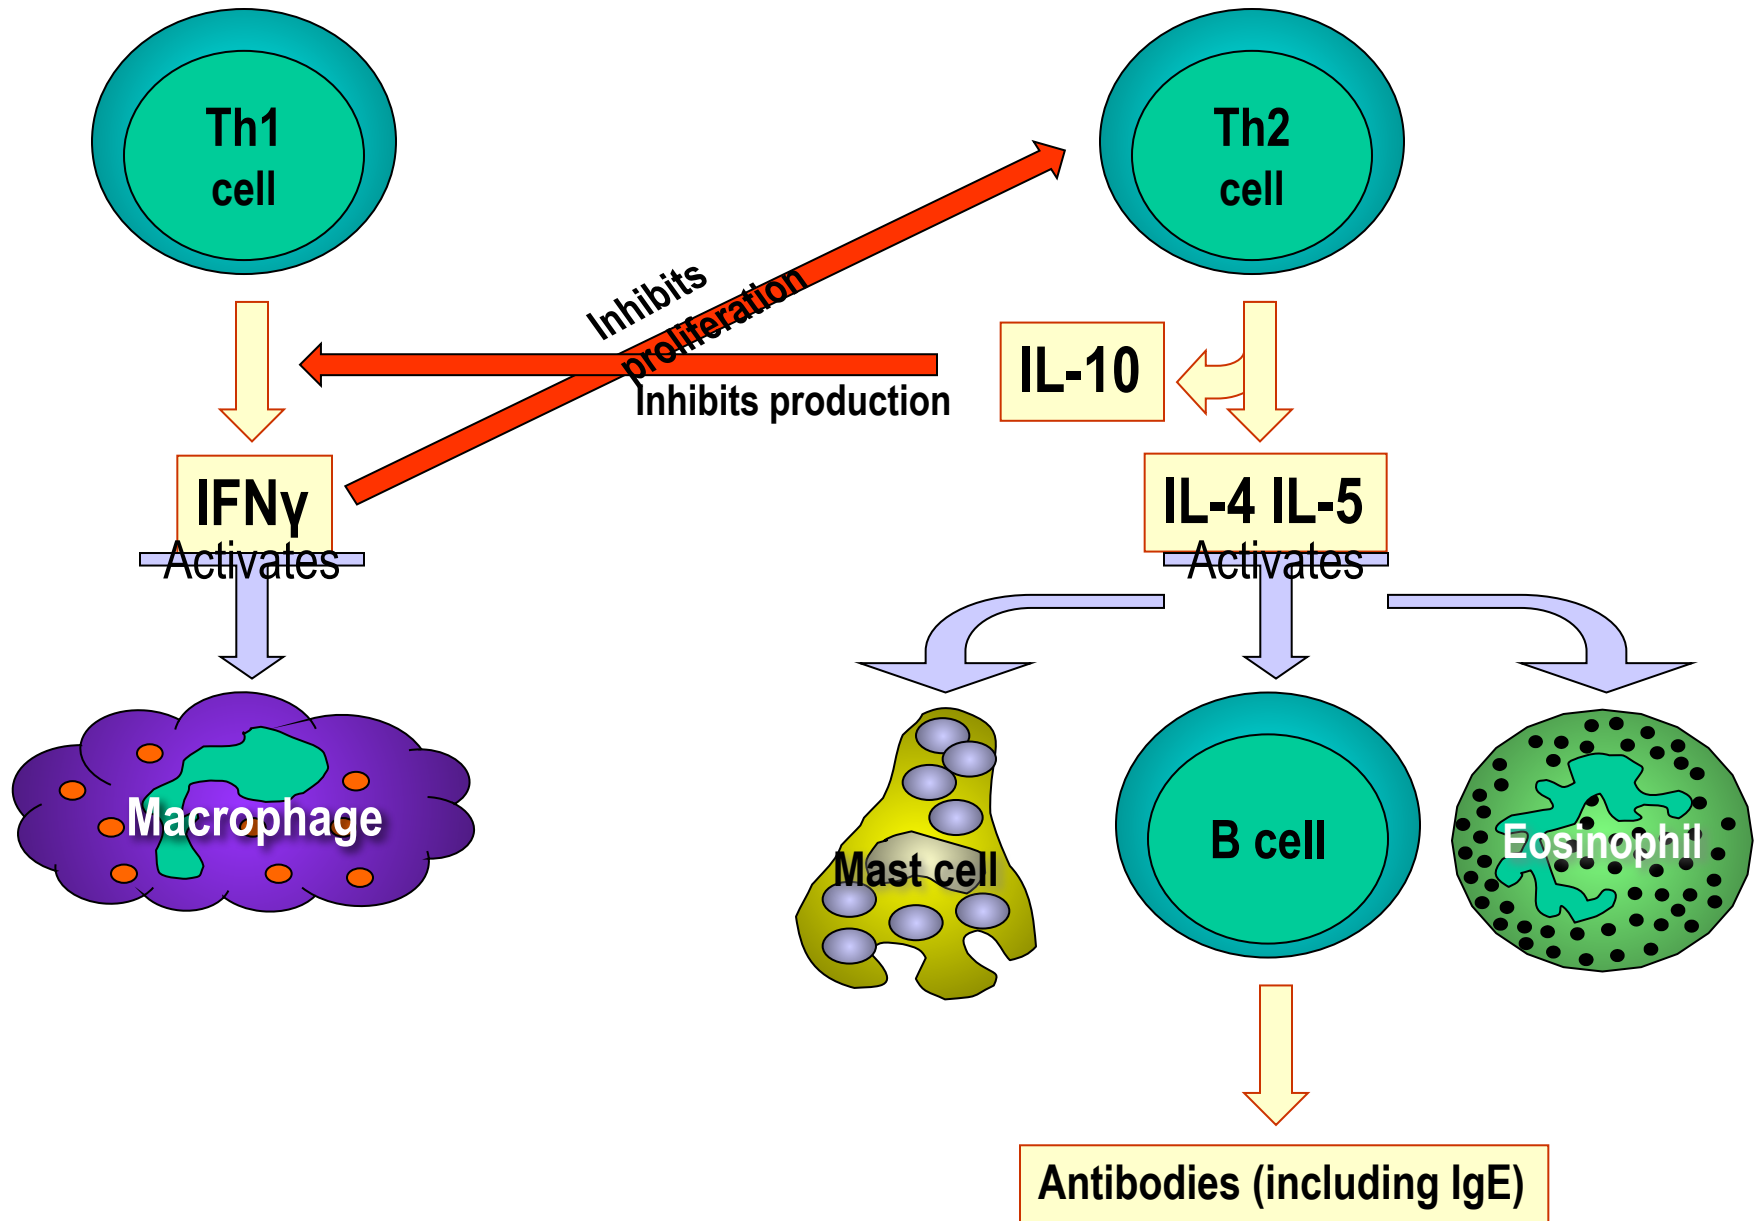 Th1
cell
Th2
cell
Inhibits
proliferation
IL-10
Inhibits production
IFNγ
Activates
IL-4 IL-5
Activates
Macrophage
Mast cell
B cell
Eosinophil
Antibodies (including IgE)